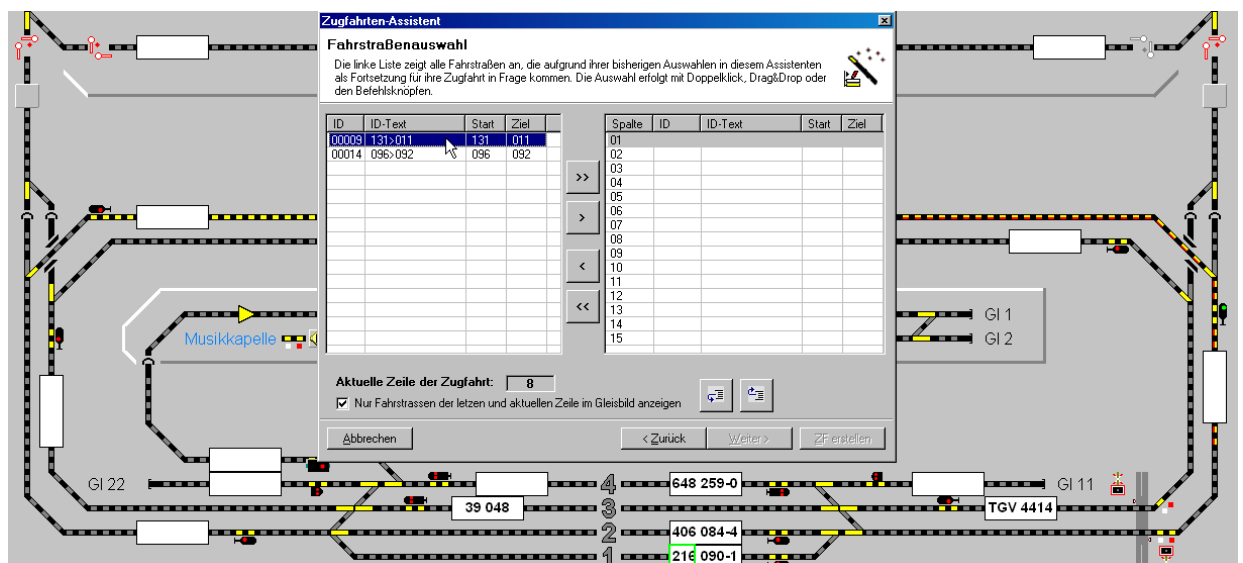 Zugfahrten-Assistent
Fahrstraßenauswahl
Die linke Liste zeigt alle Fahrstraßen an, die aufgrund ihrer bisherigen Auswahlen in diesem Assistenten
als Fortsetzung für ihre Zugfahrt in Frage kommen. Die Auswahl erfolgt mit Doppelklick, Drag&Drop oder
den Befehlsknöpfen.
ID ID-Text Start Ziel
00009 131>011 131 011
00014 096>092 096 092
>>
>
<
<<
Spalte ID ID-Text Start Ziel
01
02
03
04
05
06
07
08
09
10
11
12
13
14
15
Aktuelle Zeile der Zugfahrt: 8
Nur Fahrstrassen der letzen und aktuellen Zeile im Gleisbild anzeigen
Abbrechen
< Zurück
Weiter >
ZF erstellen
Musikkapelle
Gl 1
Gl 2
Gl 22
4
648 259-0
Gl 11
39 048
3
TGV 4414
2
406 084-4
1
216 090-1